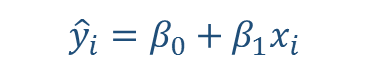 ŷᵢ = β₀ + β₁xᵢ